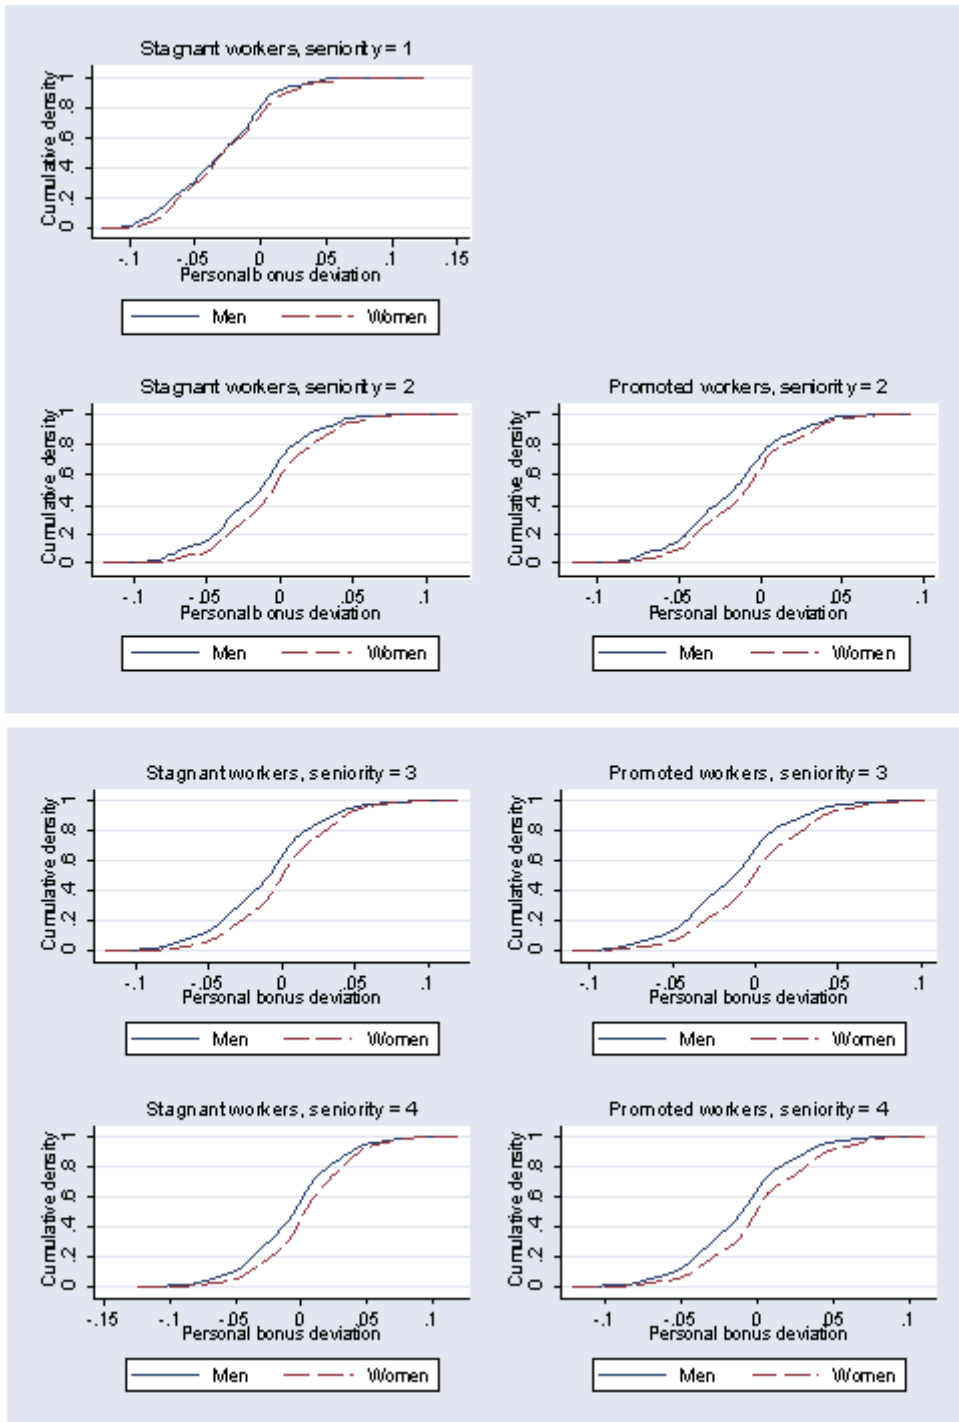 Stagnant workers, seniority = 1
Cumulative density
0 .2 .4 .6 .8 1
-.1 -.05 0 .05 .1 .15
Personal bonus deviation
Men Women
Stagnant workers, seniority = 2
Cumulative density
0 .2 .4 .6 .8 1
-.1 -.05 0 .05 .1
Personal bonus deviation
Men Women
Promoted workers, seniority = 2
Cumulative density
0 .2 .4 .6 .8 1
-.1 -.05 0 .05 .1
Personal bonus deviation
Men Women
Stagnant workers, seniority = 3
Cumulative density
0 .2 .4 .6 .8 1
-.1 -.05 0 .05 .1
Personal bonus deviation
Men Women
Promoted workers, seniority = 3
Cumulative density
0 .2 .4 .6 .8 1
-.1 -.05 0 .05 .1
Personal bonus deviation
Men Women
Stagnant workers, seniority = 4
Cumulative density
0 .2 .4 .6 .8 1
-.15 -.1 -.05 0 .05 .1
Personal bonus deviation
Men Women
Promoted workers, seniority = 4
Cumulative density
0 .2 .4 .6 .8 1
-.1 -.05 0 .05 .1
Personal bonus deviation
Men Women